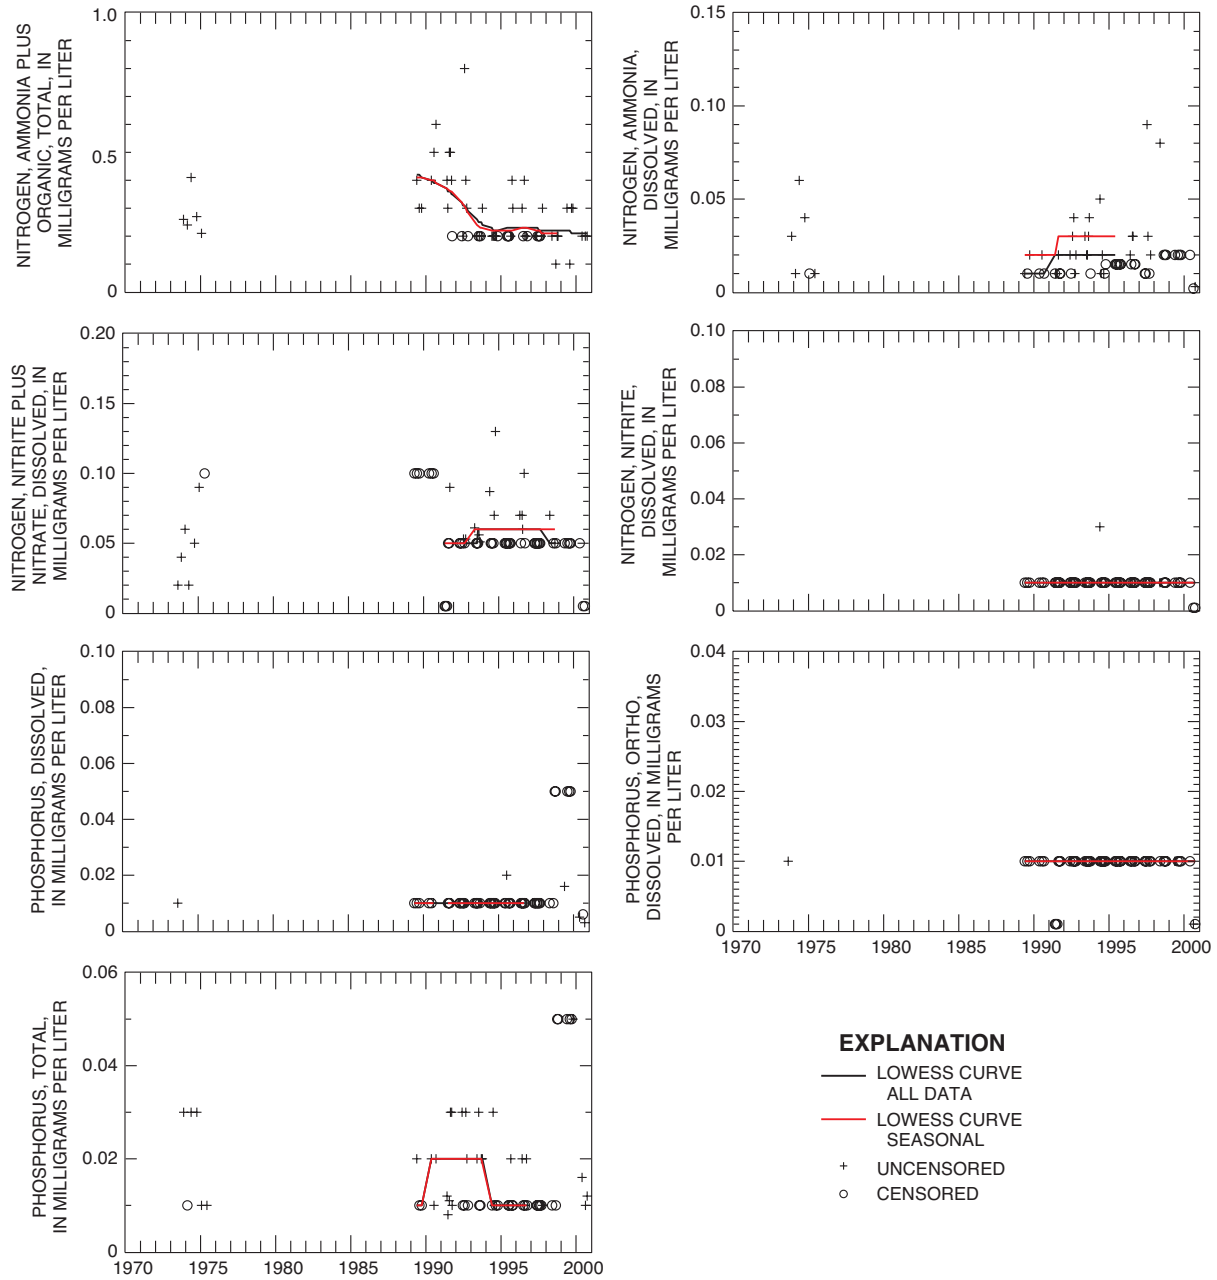 NITROGEN, AMMONIA PLUS
ORGANIC, TOTAL, IN
MILLIGRAMS PER LITER
1.0
0.5
0
NITROGEN, AMMONIA,
DISSOLVED, IN
MILLIGRAMS PER LITER
0.15
0.10
0.05
0
NITROGEN, NITRITE PLUS
NITRATE, DISSOLVED, IN
MILLIGRAMS PER LITER
0.20
0.15
0.10
0.05
0
NITROGEN, NITRITE,
DISSOLVED, IN
MILLIGRAMS PER LITER
0.10
0.08
0.06
0.04
0.02
0
PHOSPHORUS, DISSOLVED,
IN MILLIGRAMS PER LITER
0.10
0.08
0.06
0.04
0.02
0
PHOSPHORUS, ORTHO,
DISSOLVED, IN MILLIGRAMS
PER LITER
0.04
0.03
0.02
0.01
0
1970 1975 1980 1985 1990 1995 2000
PHOSPHORUS, TOTAL,
IN MILLIGRAMS PER LITER
0.06
0.04
0.02
0.0
1970 1975 1980 1985 1990 1995 2000
EXPLANATION
LOWESS CURVE
ALL DATA
LOWESS CURVE
SEASONAL
UNCENSORED
CENSORED